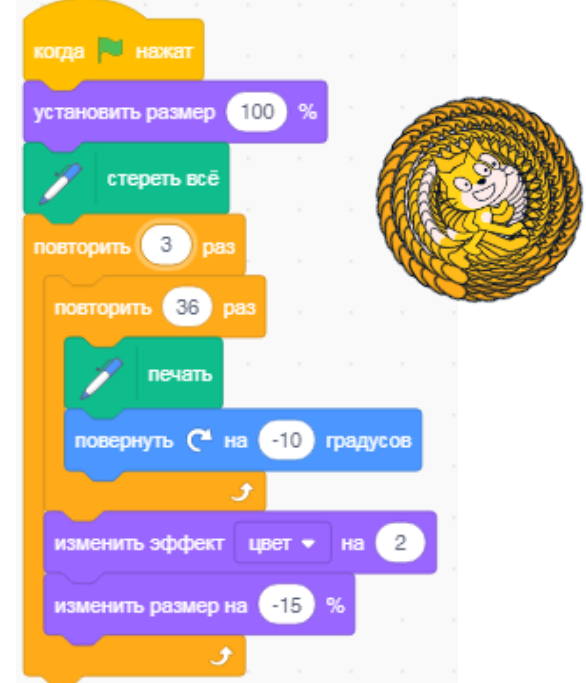 когда нажат
установить размер 100 %
стереть всё
повторить 3 раз
повторить 36 раз
печать
повернуть на -10 градусов
изменить эффект цвет на 2
изменить размер на -15 %